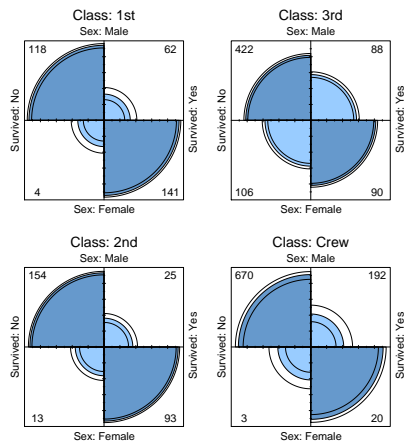 Class: 1st
Sex: Male
118 62
Survived: No
Survived: Yes
4 141
Sex: Female
Class: 3rd
Sex: Male
422 88
Survived: No
Survived: Yes
106 90
Sex: Female
Class: 2nd
Sex: Male
154 25
Survived: No
Survived: Yes
13 93
Sex: Female
Class: Crew
Sex: Male
670 192
Survived: No
Survived: Yes
3 20
Sex: Female